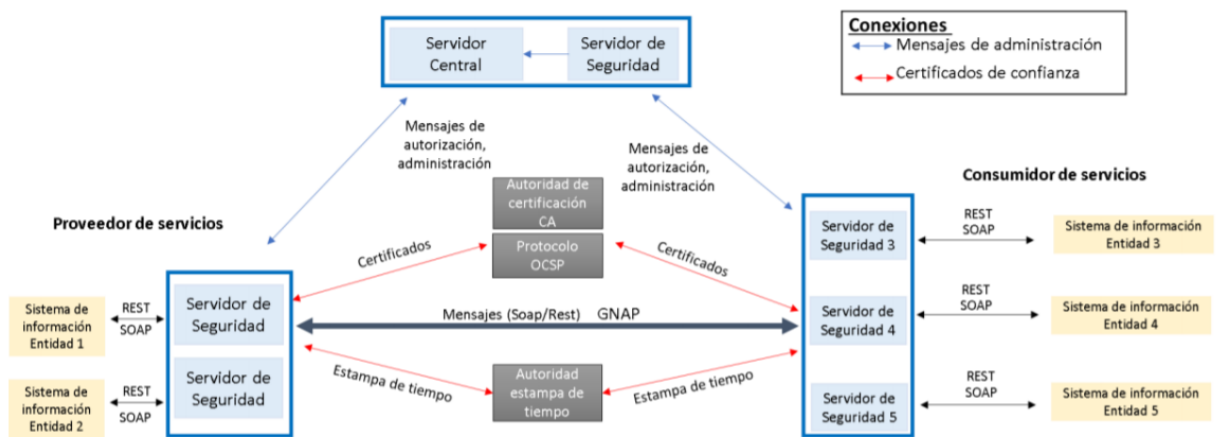 Servidor
Central
Servidor de
Seguridad
Conexiones
Mensajes de administración
Certificados de confianza
Mensajes de
autorización,
administración
Mensajes de
autorización,
administración
Proveedor de servicios
Consumidor de servicios
Autoridad de
certificación
CA
Protocolo
OCSP
Certificados
Certificados
Sistema de
información
Entidad 1
REST
SOAP
Servidor de
Seguridad
Sistema de
información
Entidad 2
REST
SOAP
Servidor de
Seguridad
Mensajes (Soap/Rest) GNAP
Estampa de tiempo
Autoridad
estampa de
tiempo
Estampa de tiempo
Servidor de
Seguridad 3
REST
SOAP
Sistema de información
Entidad 3
Servidor de
Seguridad 4
REST
SOAP
Sistema de información
Entidad 4
Servidor de
Seguridad 5
REST
SOAP
Sistema de información
Entidad 5